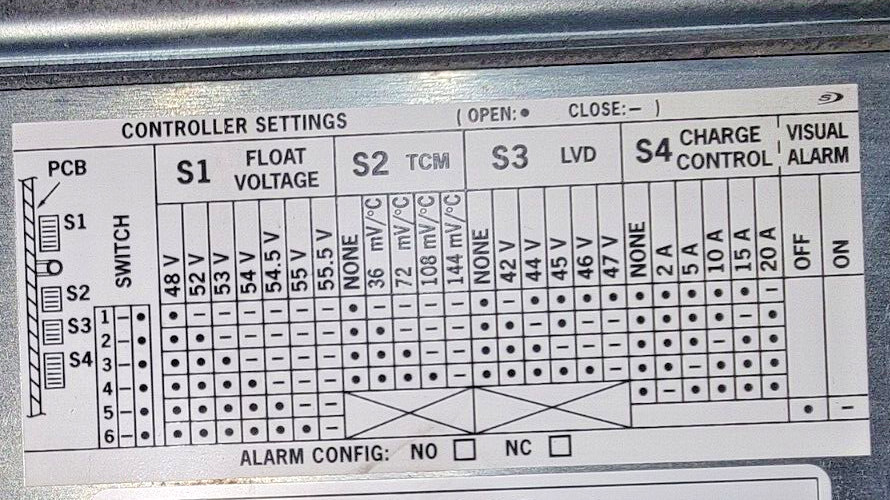 CONTROLLER SETTINGS (OPEN:• CLOSE:– )
PCB
S1 FLOAT VOLTAGE
S2 TCM
S3 LVD
S4 CHARGE CONTROL
VISUAL ALARM
S1
S2
S3
S4
SWITCH
48 V
52 V
53 V
54 V
54.5 V
55 V
55.5 V
NONE
36 mV/°C
72 mV/°C
108 mV/°C
144 mV/°C
NONE
42 V
44 V
45 V
46 V
47 V
NONE
2 A
5 A
10 A
15 A
20 A
OFF
ON
1
2
3
4
5
6
ALARM CONFIG: NO NC